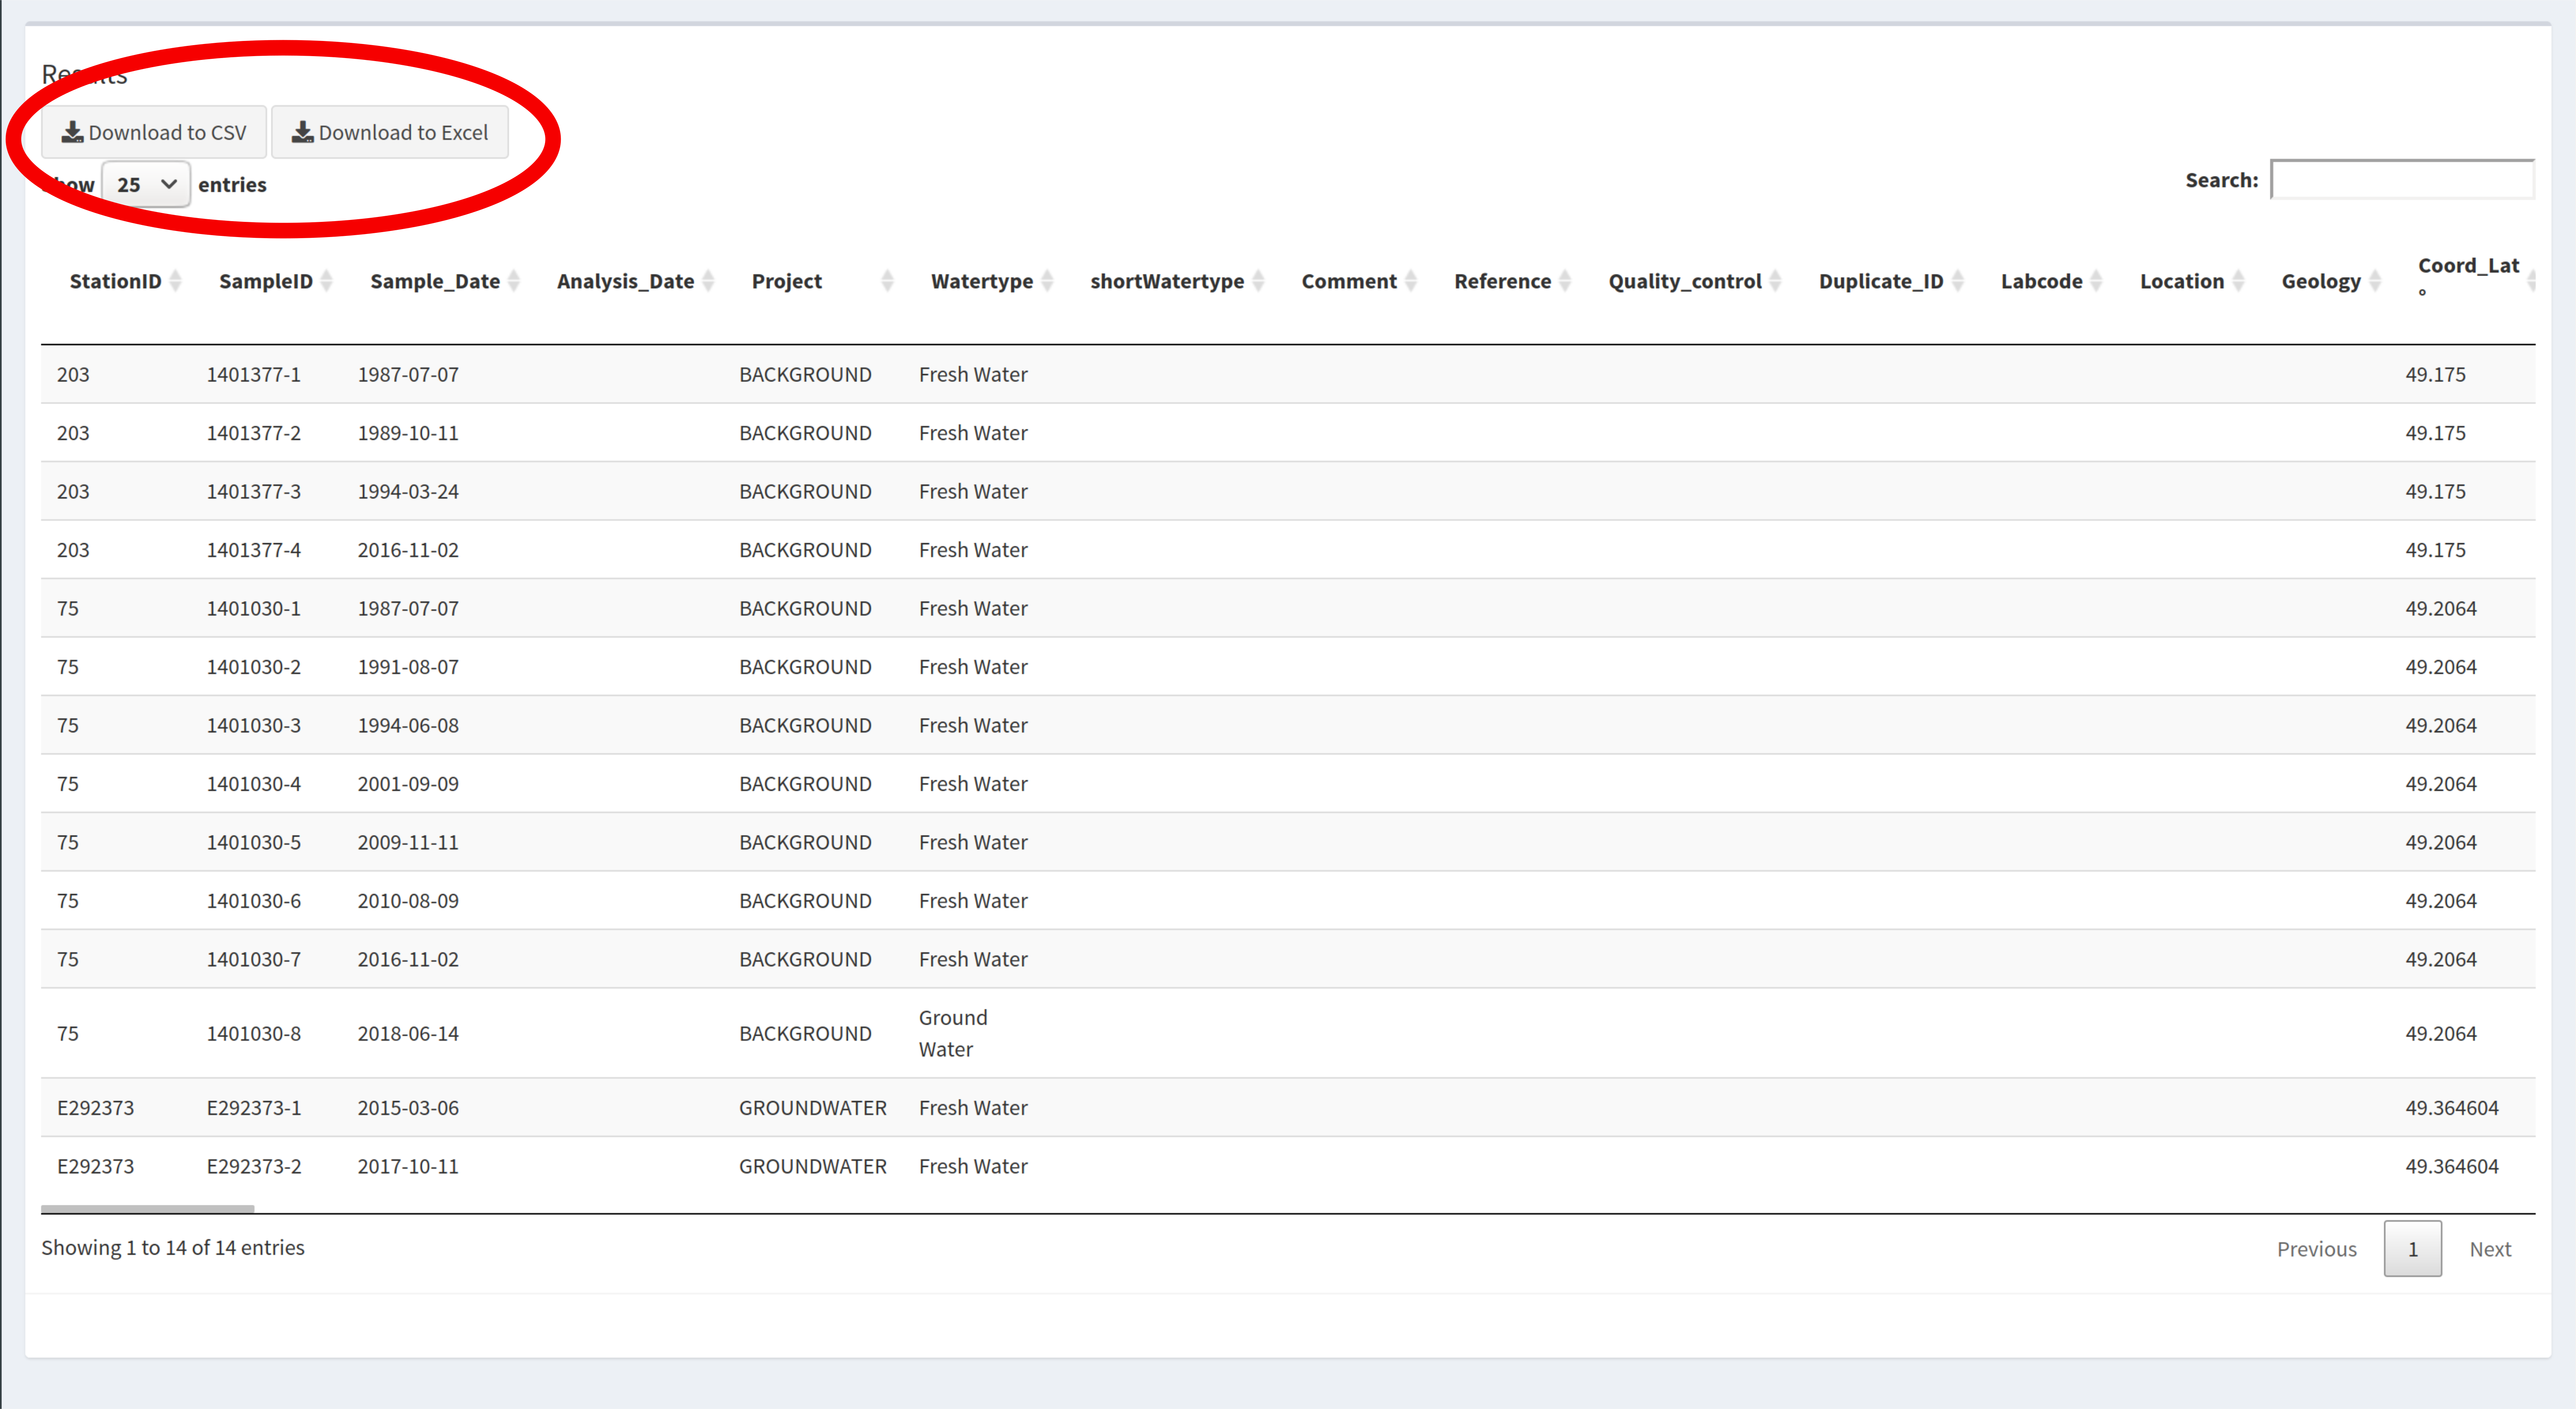 Results
Download to CSV Download to Excel
Show 25 entries
Search:
StationID SampleID Sample_Date Analysis_Date Project Watertype shortWatertype Comment Reference Quality_control Duplicate_ID Labcode Location Geology Coord_Lat
°
203 1401377-1 1987-07-07 BACKGROUND Fresh Water 49.175
203 1401377-2 1989-10-11 BACKGROUND Fresh Water 49.175
203 1401377-3 1994-03-24 BACKGROUND Fresh Water 49.175
203 1401377-4 2016-11-02 BACKGROUND Fresh Water 49.175
75 1401030-1 1987-07-07 BACKGROUND Fresh Water 49.2064
75 1401030-2 1991-08-07 BACKGROUND Fresh Water 49.2064
75 1401030-3 1994-06-08 BACKGROUND Fresh Water 49.2064
75 1401030-4 2001-09-09 BACKGROUND Fresh Water 49.2064
75 1401030-5 2009-11-11 BACKGROUND Fresh Water 49.2064
75 1401030-6 2010-08-09 BACKGROUND Fresh Water 49.2064
75 1401030-7 2016-11-02 BACKGROUND Fresh Water 49.2064
75 1401030-8 2018-06-14 BACKGROUND Ground Water 49.2064
E292373 E292373-1 2015-03-06 GROUNDWATER Fresh Water 49.364604
E292373 E292373-2 2017-10-11 GROUNDWATER Fresh Water 49.364604
Showing 1 to 14 of 14 entries
Previous 1 Next